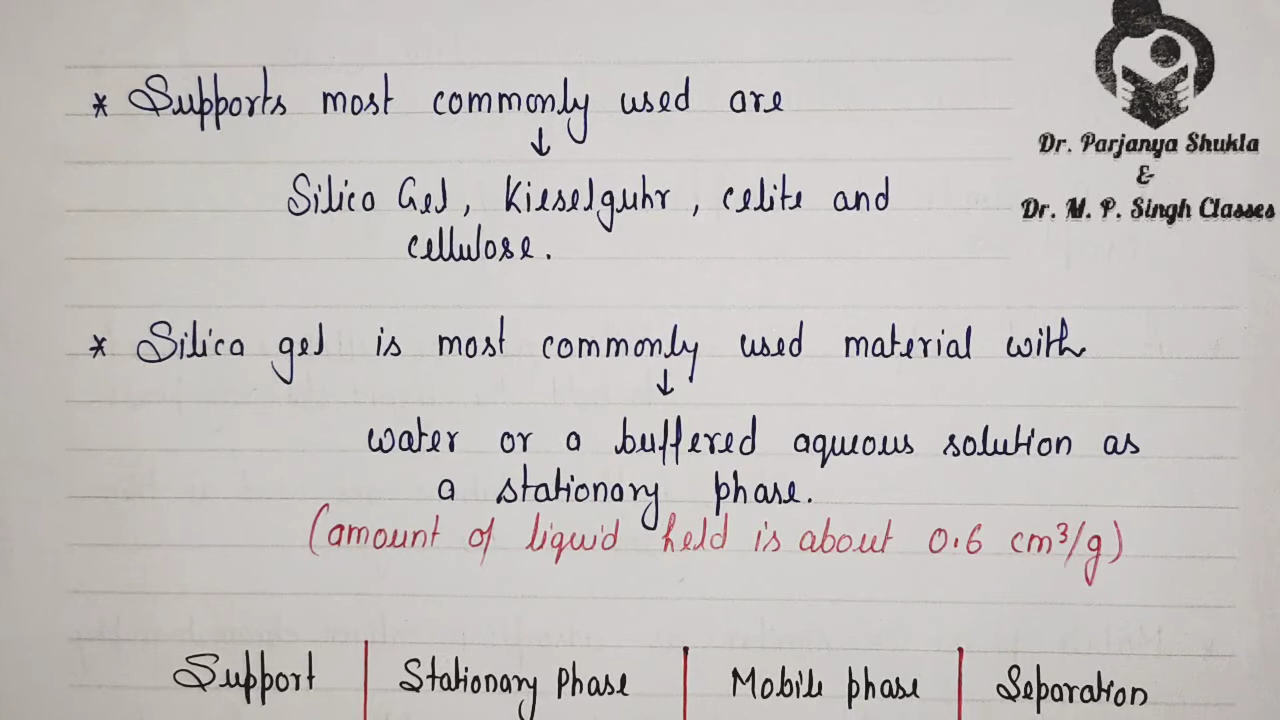 * Supports most commonly used are
↓
Silica Gel, Kieselguhr, celite and
cellulose.
* Silica gel is most commonly used material with
↓
water or a buffered aqueous solution as
a stationary phase.
(amount of liquid held is about 0.6 cm³/g)
Support | Stationary phase | Mobile phase | Separation
Dr. Parjanya Shukla
&
Dr. M. P. Singh Classes